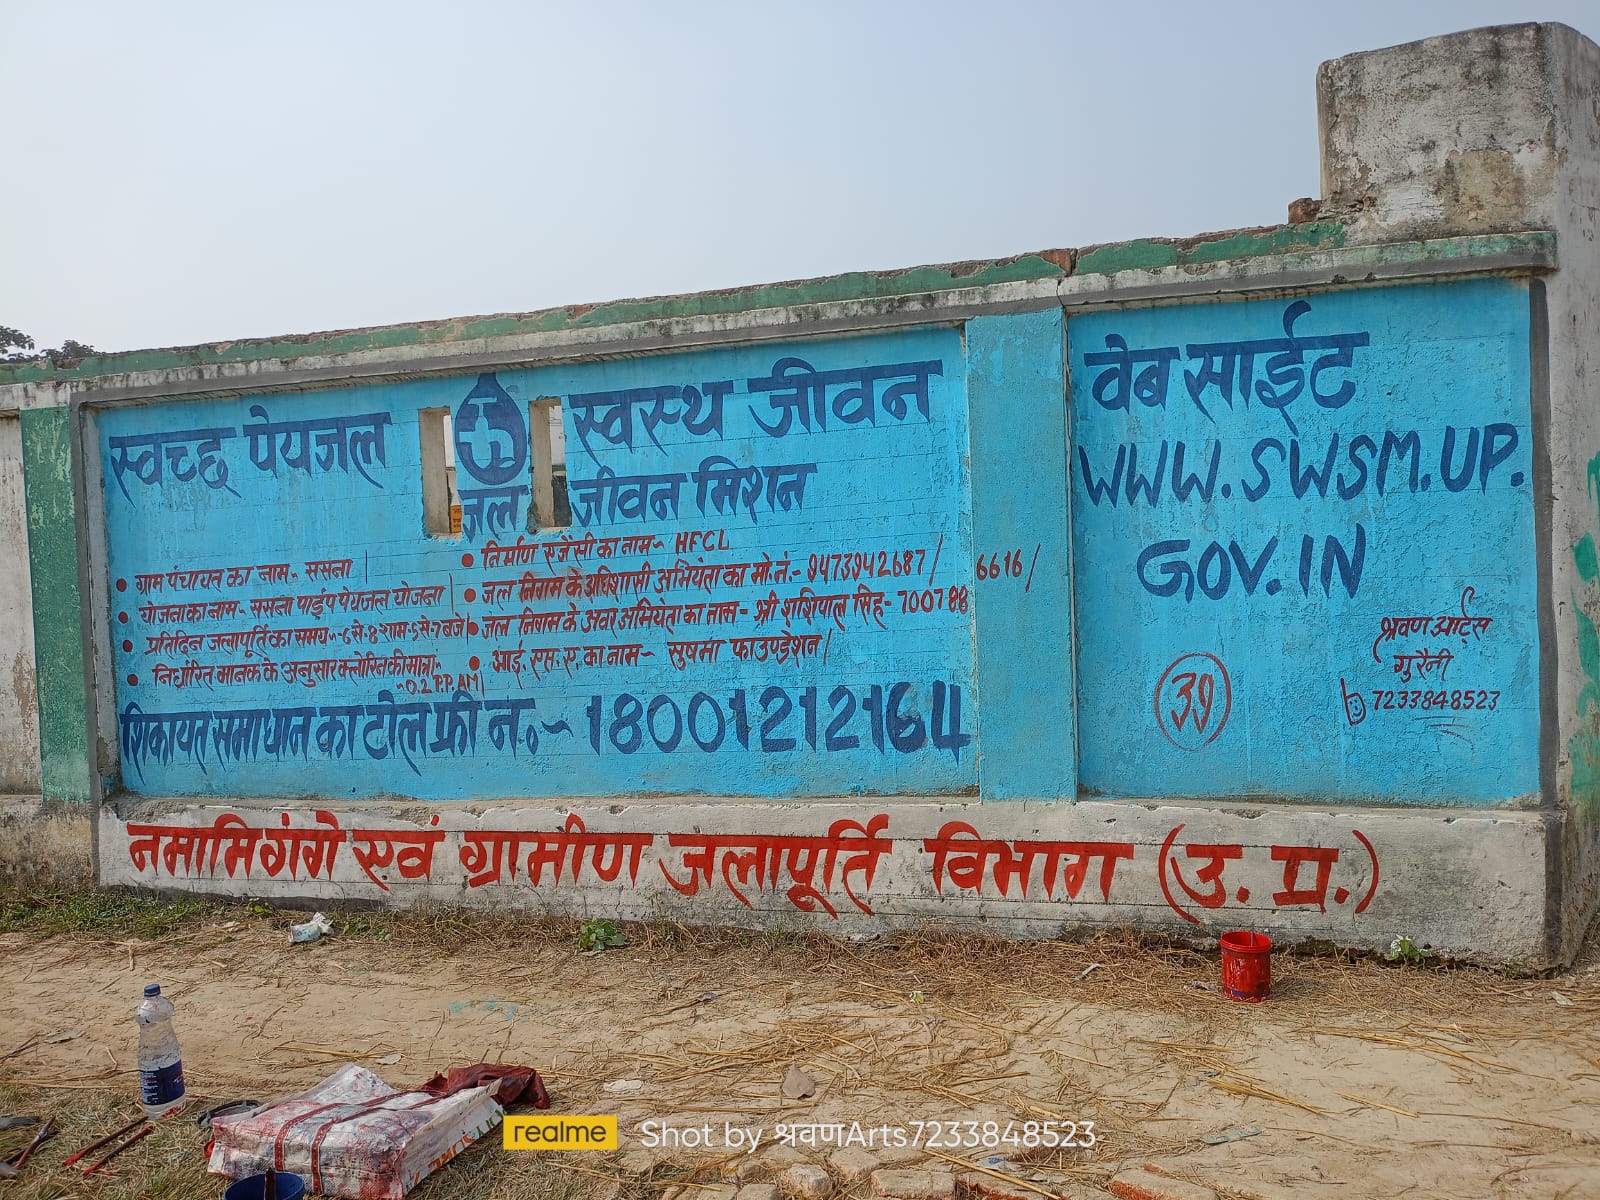 स्वच्छ पेयजल
स्वस्थ जीवन
जल जीवन मिशन
• ग्राम पंचायत का नाम - ससना |
• योजना का नाम - ससना पाईप पेयजल योजना |
• प्रतिदिन जलापूर्ति का समय - 6 से - 8 शाम - 5 से - 7 बजे |
• निर्धारित मानक के अनुसार क्लोरिन की मात्रा -
~ 0.2 P.P.AM |
• निर्माण एजेंसी का नाम ~ HFCL
• जल निगम के अधिशासी अभियंता का मो. नं. - 9473942687 /
• जल निगम के अवर अभियंता का नाम - श्री शशिपाल सिंह - 700788 6616 /
• आई. एस. ए. का नाम ~ सुषमा फाउण्डेशन /
शिकायत समाधान का टोल फ्री न. ~ 18001212164
वेब साईट
WWW.SWSM.UP.
GOV.IN
39
श्रवण आर्ट्स
गुरैनी
7233848523
नमामि गंगे एवं ग्रामीण जलापूर्ति विभाग (उ. प्र.)
realme Shot by श्रवणArts7233848523